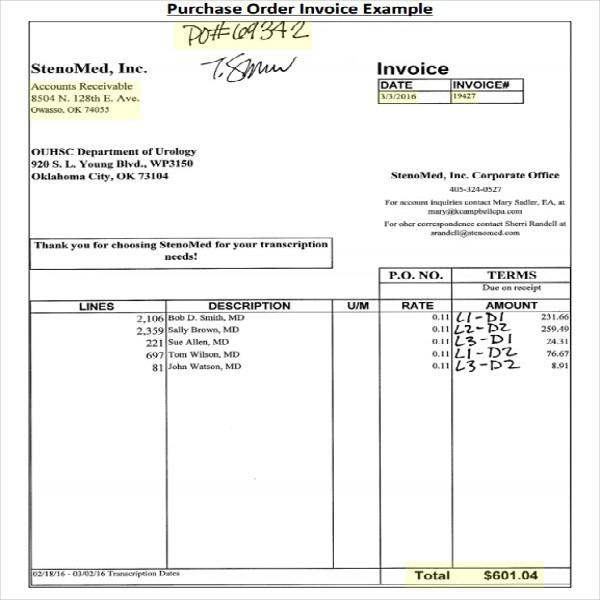 Purchase Order Invoice Example
PO#69342
StenoMed, Inc.
Accounts Receivable
8504 N. 128th E. Ave.
Owasso, OK 74055
Invoice
DATE INVOICE#
3/3/2016 19427
OUHSC Department of Urology
920 S. L. Young Blvd., WP3150
Oklahoma City, OK 73104
StenoMed, Inc. Corporate Office
405-324-0527
For account inquiries contact Mary Sadler, EA, at
mary@kcampbellcpa.com
For oher correspondence contact Sherri Randell at
srandell@stenomed.com
Thank you for choosing StenoMed for your transcription
needs!
P.O. NO. TERMS
Due on receipt
LINES DESCRIPTION U/M RATE AMOUNT
2,106 Bob D. Smith, MD 0.11 L1-D1 231.66
2,359 Sally Brown, MD 0.11 L2-D2 259.49
221 Sue Allen, MD 0.11 L3-D1 24.31
697 Tom Wilson, MD 0.11 L1-D2 76.67
81 John Watson, MD 0.11 L3-D2 8.91
02/18/16 - 03/02/16 Transcription Dates
Total $601.04